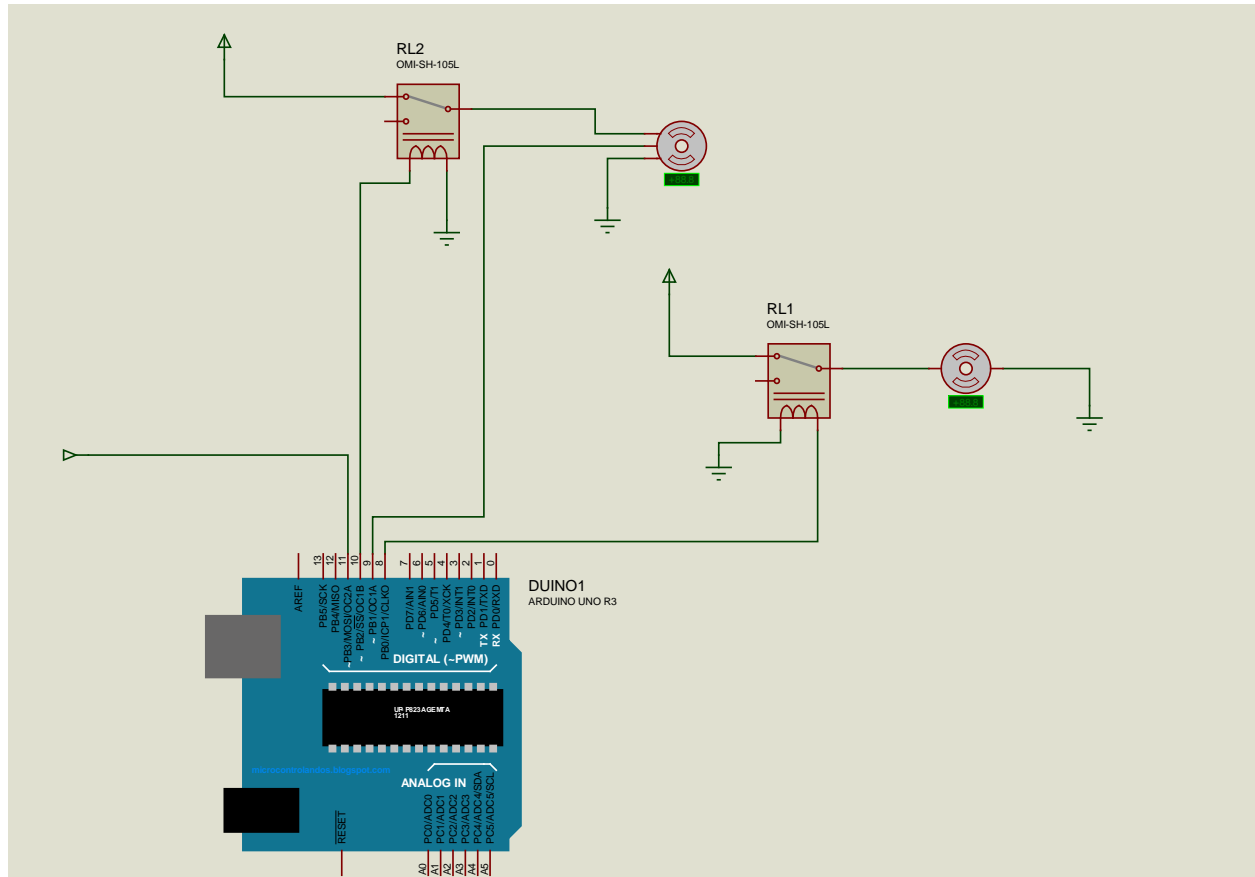 RL2
OMI-SH-105L
RL1
OMI-SH-105L
DUINO1
ARDUINO UNO R3
AREF
13
12
11
10
9
8
7
6
5
4
3
2
1
0
PB5/SCK
PB4/MISO
~PB3/MOSI/OC2A
~ PB2/SS/OC1B
~ PB1/OC1A
PB0/ICP1/CLKO
PD7/AIN1
~ PD6/AIN0
~ PD5/T1
PD4/T0/XCK
~ PD3/INT1
PD2/INT0
TX PD1/TXD
RX PD0/RXD
DIGITAL (~PWM)
1211
microcontrolandos.blogspot.com
ANALOG IN
RESET
PC0/ADC0
PC1/ADC1
PC2/ADC2
PC3/ADC3
PC4/ADC4/SDA
PC5/ADC5/SCL
A0
A1
A2
A3
A4
A5